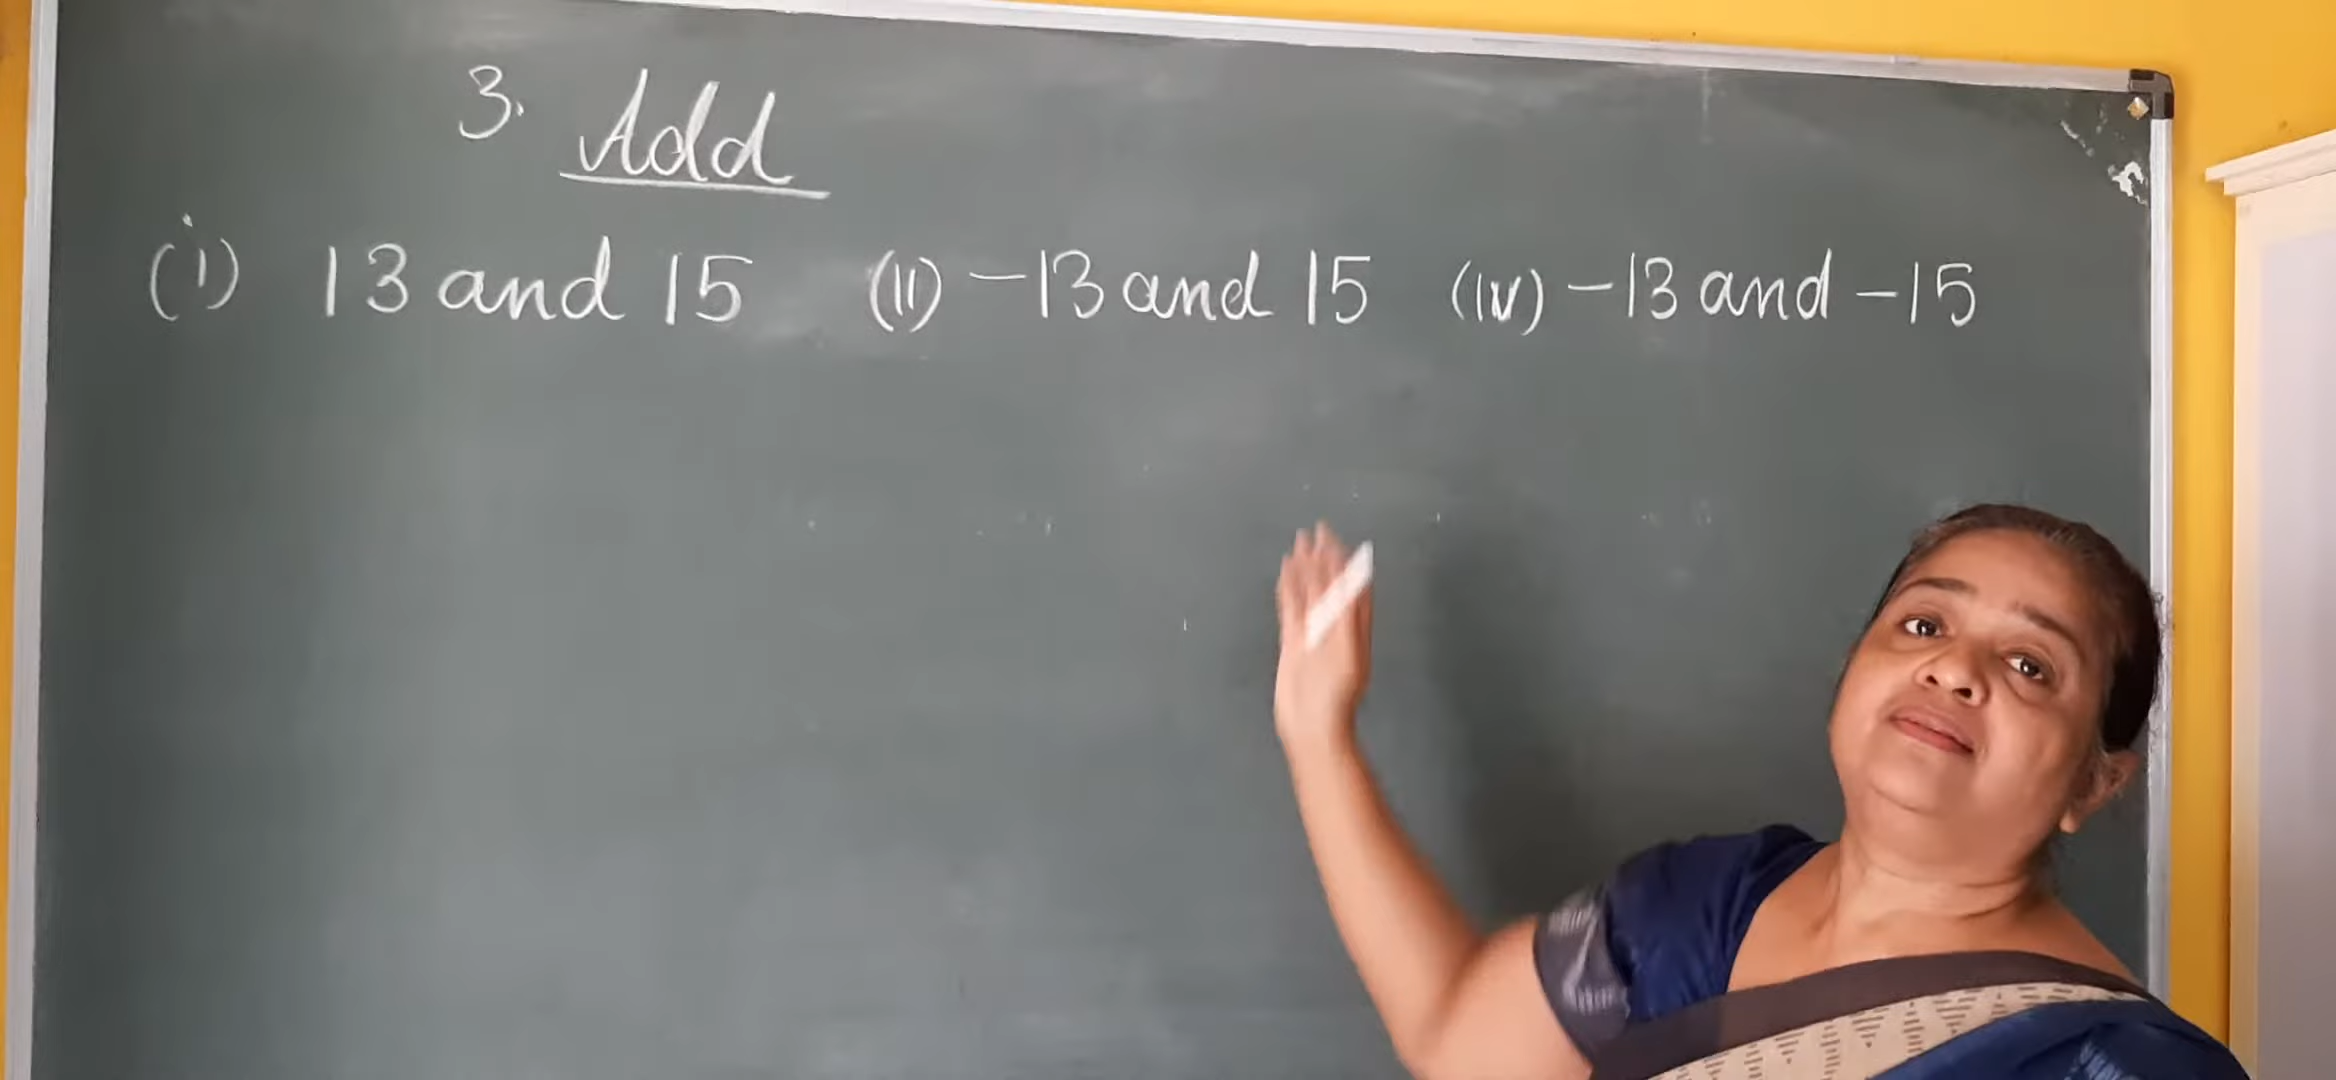 3. Add
(i) 13 and 15 (ii) -13 and 15 (iv) -13 and -15